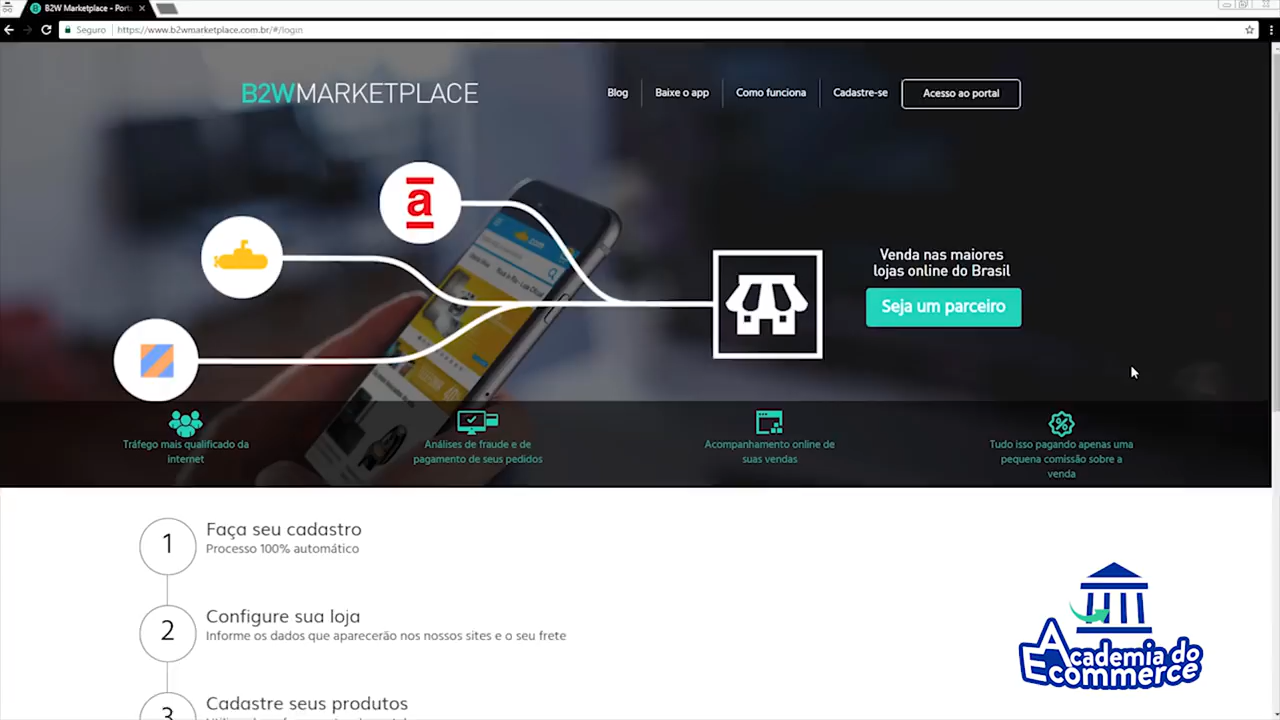 B2W Marketplace - Porta
Seguro
https://www.b2wmarketplace.com.br/#/login
B2WMARKETPLACE
Blog
Baixe o app
Como funciona
Cadastre-se
Acesso ao portal
a
Venda nas maiores
lojas online do Brasil
Seja um parceiro
Tráfego mais qualificado da
internet
Análises de fraude e de
pagamento de seus pedidos
Acompanhamento online de
suas vendas
%
Tudo isso pagando apenas uma
pequena comissão sobre a
venda
1
Faça seu cadastro
Processo 100% automático
2
Configure sua loja
Informe os dados que aparecerão nos nossos sites e o seu frete
3
Cadastre seus produtos
Academia do
Ecommerce